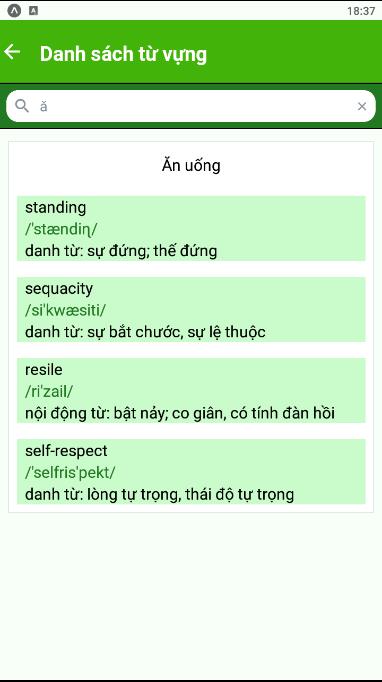 18:37
Danh sách từ vựng
ă
Ăn uống
standing
/'stændiɳ/
danh từ: sự đứng; thế đứng
sequacity
/si'kwæsiti/
danh từ: sự bắt chước, sự lệ thuộc
resile
/ri'zail/
nội động từ: bật nảy; co giãn, có tính đàn hồi
self-respect
/'selfris'pekt/
danh từ: lòng tự trọng, thái độ tự trọng